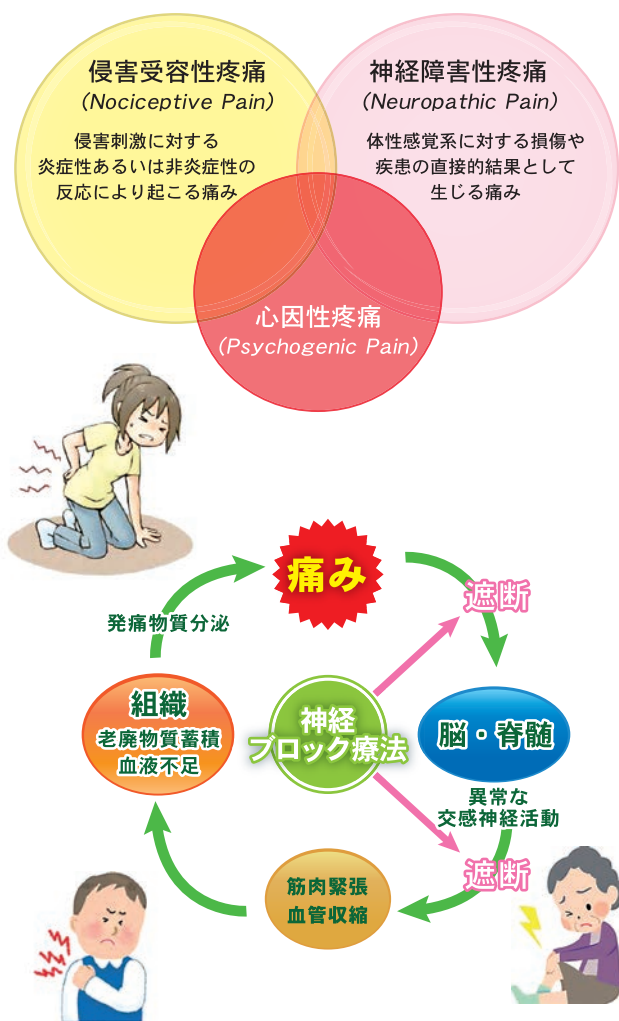 侵害受容性疼痛
(Nociceptive Pain)
侵害刺激に対する
炎症性あるいは非炎症性の
反応により起こる痛み
神経障害性疼痛
(Neuropathic Pain)
体性感覚系に対する損傷や
疾患の直接的結果として
生じる痛み
心因性疼痛
(Psychogenic Pain)
痛み
遮断
発痛物質分泌
組織
老廃物質蓄積
血液不足
神経
ブロック療法
脳・脊髄
異常な
交感神経活動
遮断
筋肉緊張
血管収縮